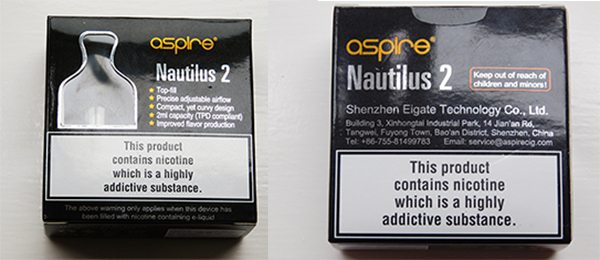 aspire®
Nautilus 2
★ Top-fill
★ Precise adjustable airflow
★ Compact, yet curvy design
★ 2ml capacity (TPD compliant)
★ Improved flavor production
This product
contains nicotine
which is a highly
addictive substance.
The above warning only applies when this device has
been filled with nicotine containing e-liquid
aspire®
Nautilus 2
Keep out of reach of
children and minors!
Shenzhen Eigate Technology Co., Ltd.
Building 3, Xinhongtai Industrial Park, 14 Jian'an Rd,
Tangwei, Fuyong Town, Bao'an District, Shenzhen, China
Tel: +86-755-81499783 Email: service@aspirecig.com
This product
contains nicotine
which is a highly
addictive substance.